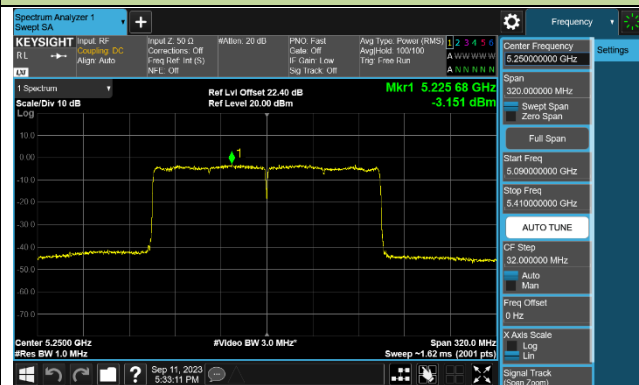 Spectrum Analyzer 1
Swept SA
Frequency
KEYSIGHT
RL
LXI
Input: RF
Coupling: DC
Align: Auto
Input Z: 50 Ω
Corrections: Off
Freq Ref: Int (S)
NFE: Off
#Atten: 20 dB
PNO: Fast
Gate: Off
IF Gain: Low
Sig Track: Off
Avg Type: Power (RMS)
Avg|Hold: 100/100
Trig: Free Run
1 2 3 4 5 6
A W W W W W
A N N N N N
1 Spectrum
Scale/Div 10 dB
Log
Ref Lvl Offset 22.40 dB
Ref Level 20.00 dBm
Mkr1 5.225 68 GHz
-3.151 dBm
10.0
0.00
-10.0
-20.0
-30.0
-40.0
-50.0
-60.0
-70.0
1
Center 5.2500 GHz
#Res BW 1.0 MHz
#Video BW 3.0 MHz*
Span 320.0 MHz
Sweep ~1.62 ms (2001 pts)
Sep 11, 2023
5:33:11 PM
Center Frequency
5.250000000 GHz
Span
320.000000 MHz
Swept Span
Zero Span
Full Span
Start Freq
5.090000000 GHz
Stop Freq
5.410000000 GHz
AUTO TUNE
CF Step
32.000000 MHz
Auto
Man
Freq Offset
0 Hz
X Axis Scale
Log
Lin
Signal Track
(Span Zoom)
Settings